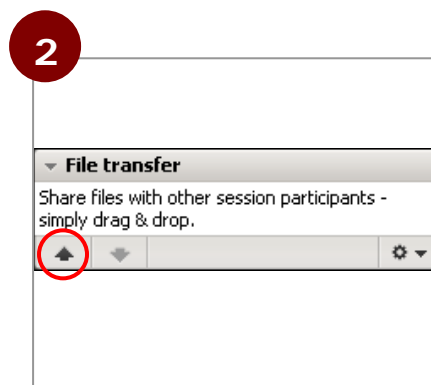 2
File transfer
Share files with other session participants -
simply drag & drop.